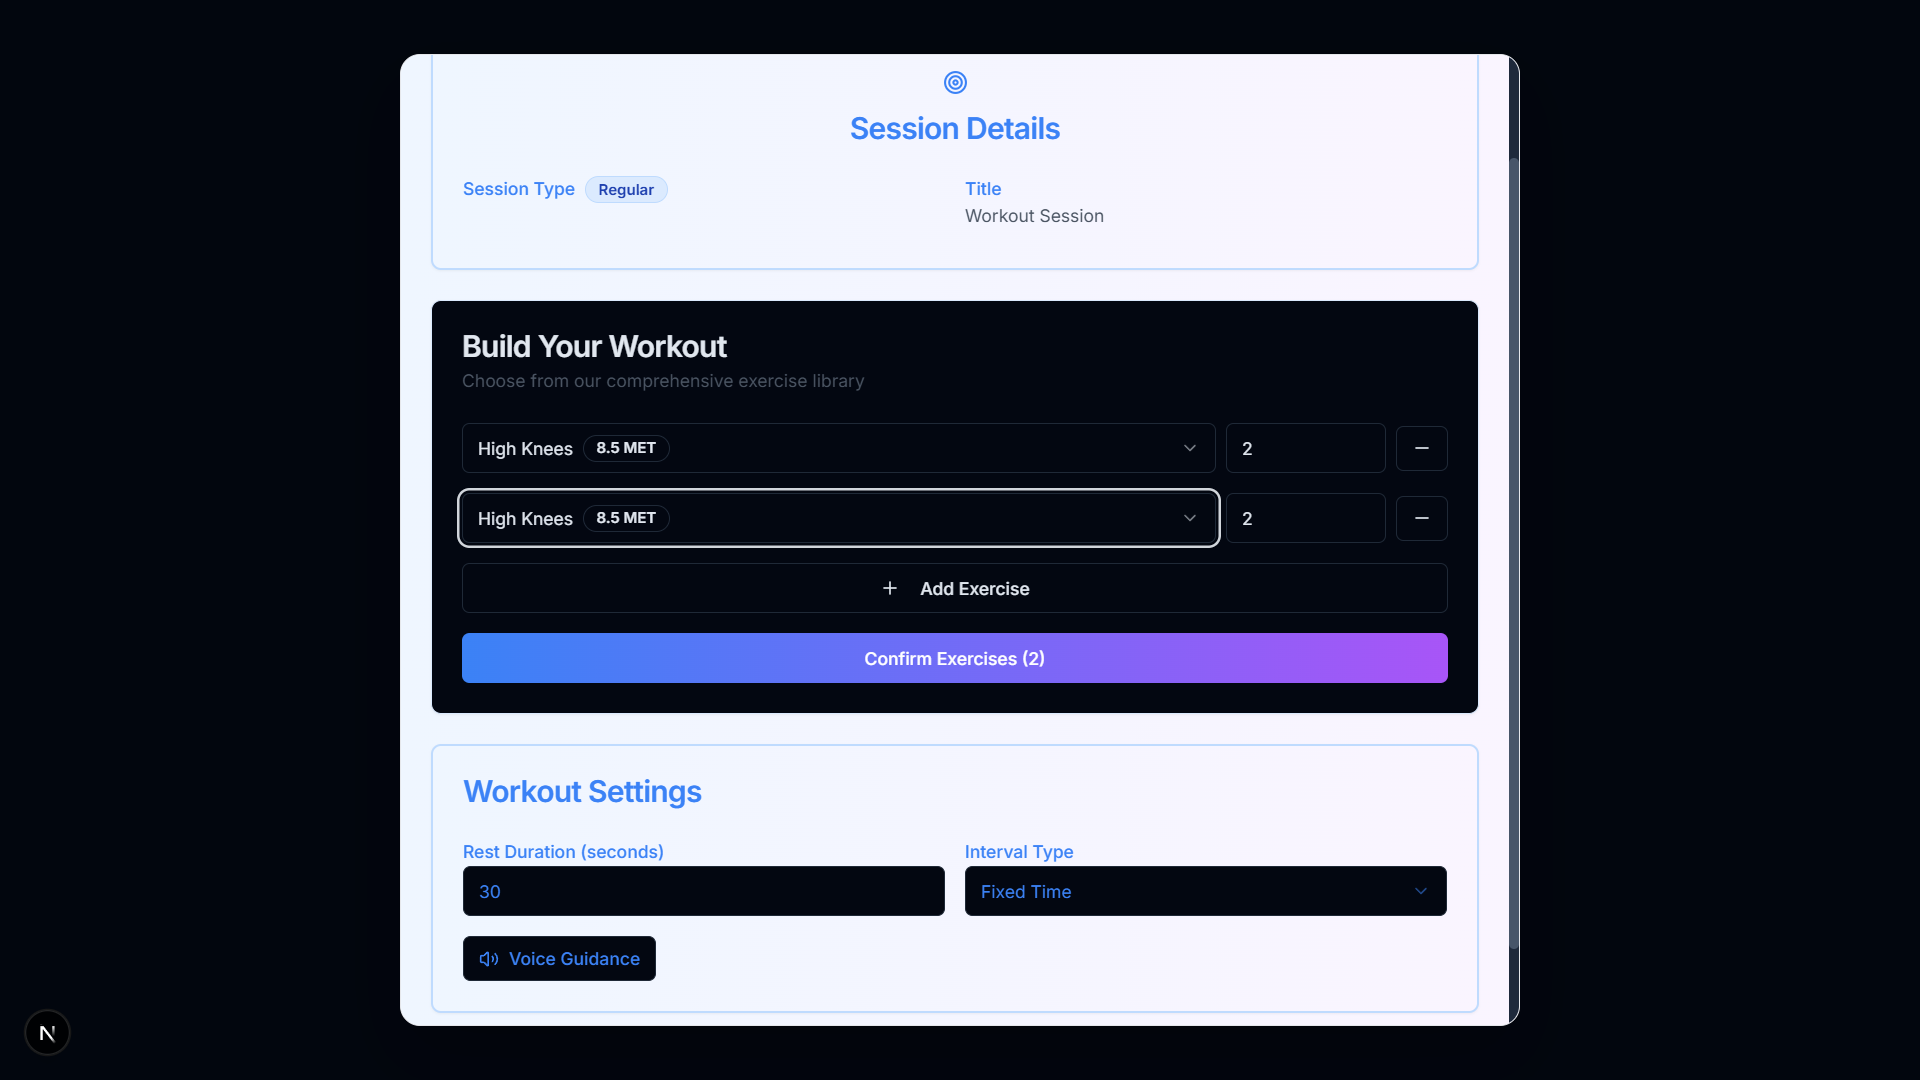 Session Details
Session Type Regular
Title
Workout Session
Build Your Workout
Choose from our comprehensive exercise library
High Knees 8.5 MET 2
High Knees 8.5 MET 2
Add Exercise
Confirm Exercises (2)
Workout Settings
Rest Duration (seconds)
30
Interval Type
Fixed Time
Voice Guidance
N